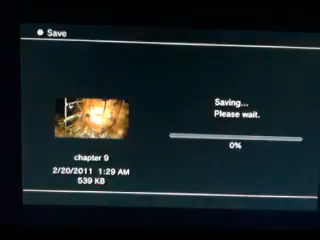 Save
Saving...
Please wait.
0%
chapter 9
2/20/2011 1:29 AM
539 KB